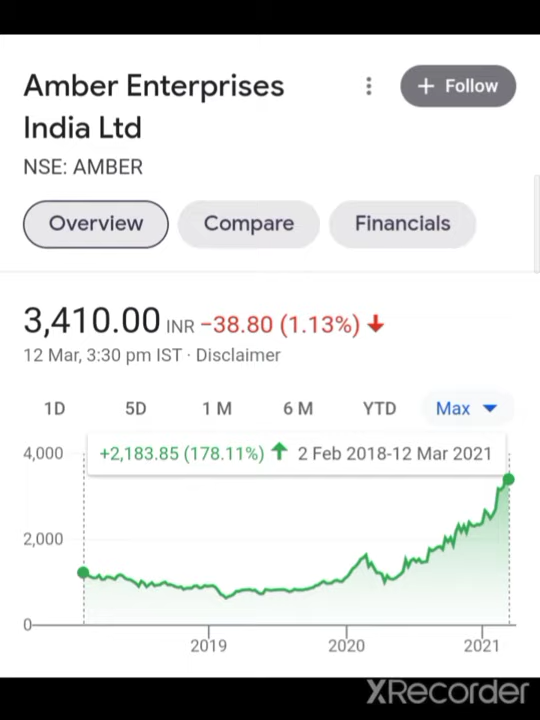 Amber Enterprises
India Ltd
+ Follow
NSE: AMBER
Overview
Compare
Financials
3,410.00 INR −38.80 (1.13%)
12 Mar, 3:30 pm IST · Disclaimer
1D 5D 1 M 6 M YTD Max
+2,183.85 (178.11%) 2 Feb 2018-12 Mar 2021
4,000
2,000
0
2019 2020 2021
XRecorder